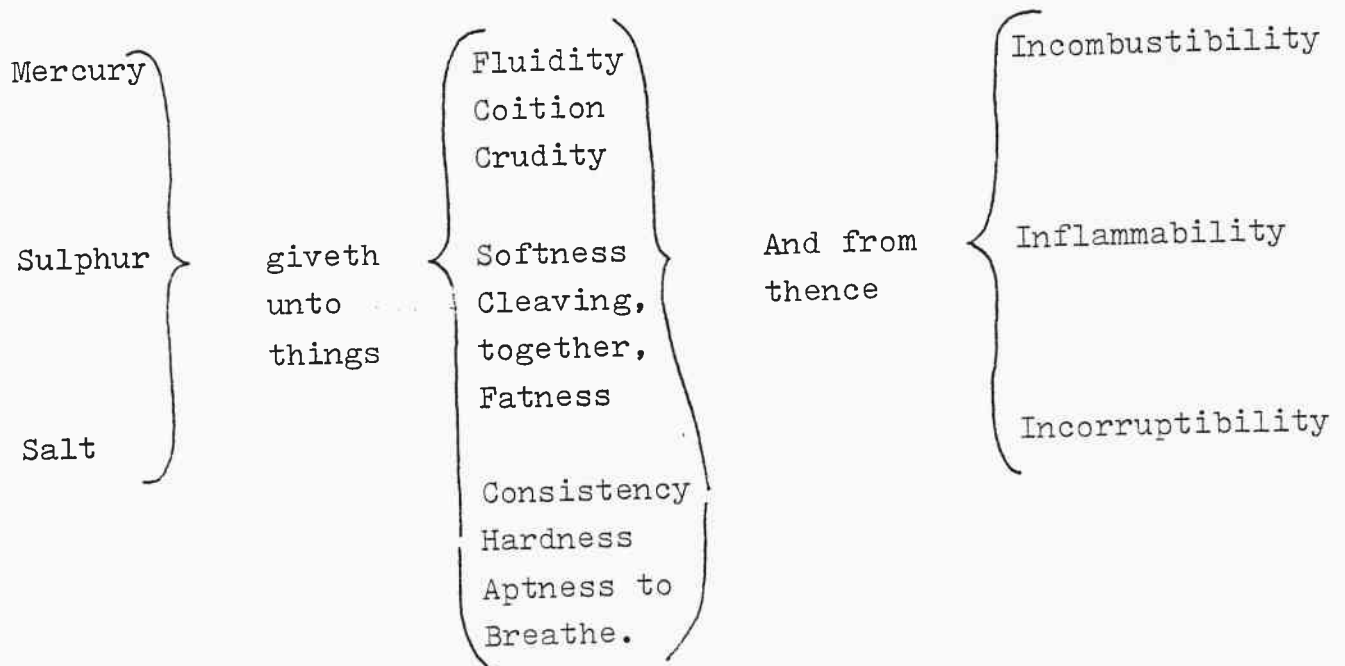 Mercury
Sulphur
Salt
giveth
unto
things
Fluidity
Coition
Crudity
Softness
Cleaving,
together,
Fatness
Consistency
Hardness
Aptness to
Breathe.
And from
thence
Incombustibility
Inflammability
Incorruptibility